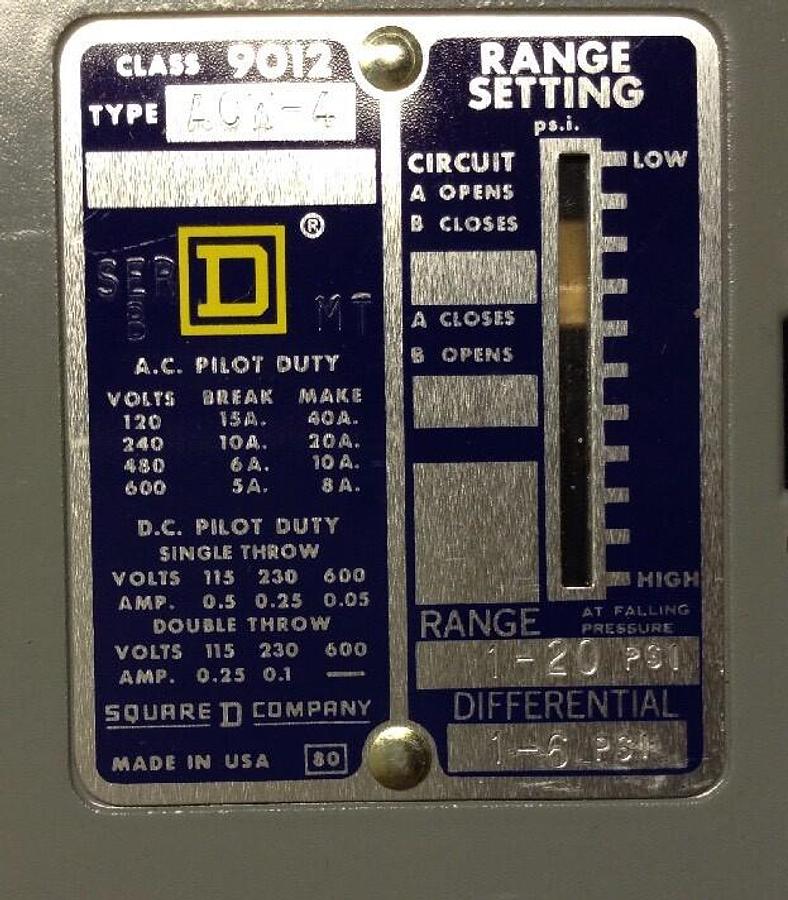 CLASS 9012
TYPE ACW-4
®
SER D
B MT
A.C. PILOT DUTY
VOLTS BREAK MAKE
120 15A. 40A.
240 10A. 20A.
480 6A. 10A.
600 5A. 8A.
D.C. PILOT DUTY
SINGLE THROW
VOLTS 115 230 600
AMP. 0.5 0.25 0.05
DOUBLE THROW
VOLTS 115 230 600
AMP. 0.25 0.1 —
SQUARE D COMPANY
MADE IN USA 80
RANGE
SETTING
ps.i.
CIRCUIT LOW
A OPENS
B CLOSES
A CLOSES
B OPENS
HIGH
RANGE AT FALLING
PRESSURE
1-20 PSI
DIFFERENTIAL
1-6 PSI